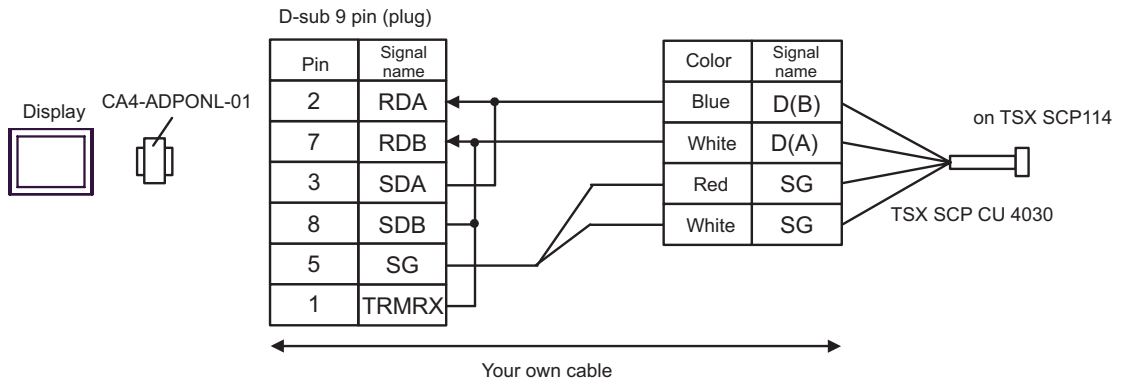 D-sub 9 pin (plug)
Display
CA4-ADPONL-01
Pin Signal name
2 RDA
7 RDB
3 SDA
8 SDB
5 SG
1 TRMRX
Color Signal name
Blue D(B)
White D(A)
Red SG
White SG
on TSX SCP114
TSX SCP CU 4030
Your own cable